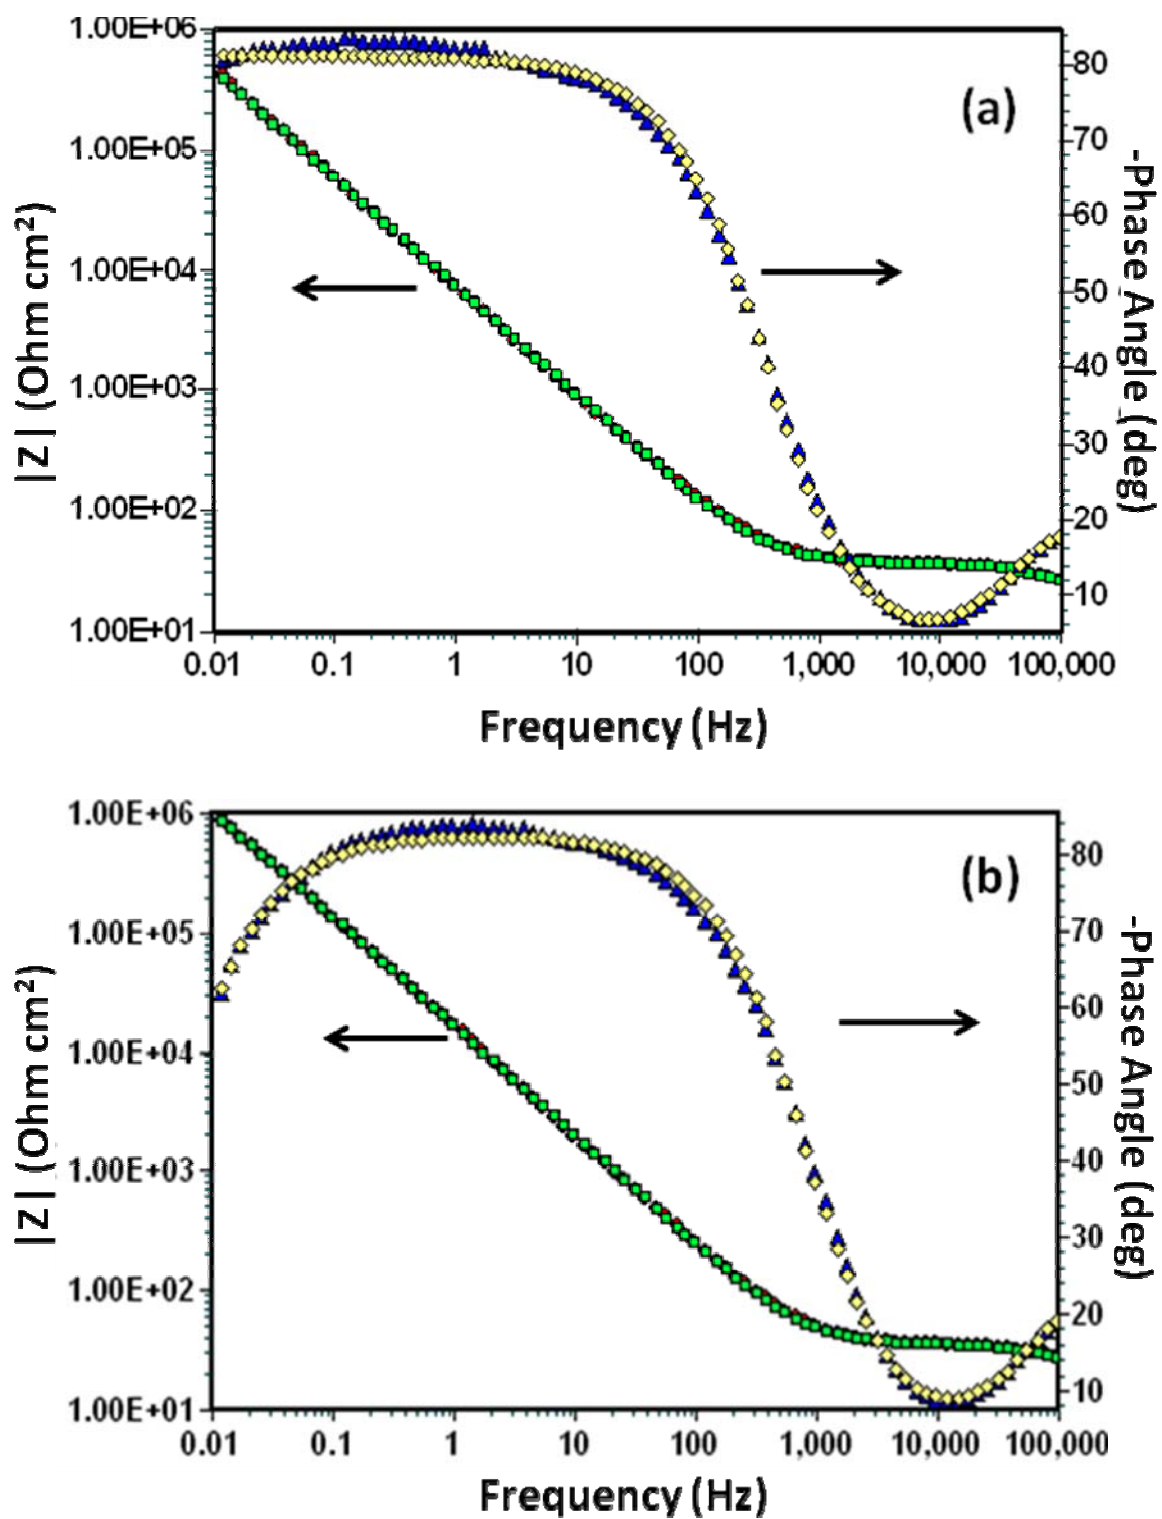 1.00E+06
1.00E+05
1.00E+04
1.00E+03
1.00E+02
1.00E+01
|Z| (Ohm cm²)
80
70
60
50
40
30
20
10
-Phase Angle (deg)
(a)
0.01 0.1 1 10 100 1,000 10,000 100,000
Frequency (Hz)
1.00E+06
1.00E+05
1.00E+04
1.00E+03
1.00E+02
1.00E+01
|Z| (Ohm cm²)
80
70
60
50
40
30
20
10
-Phase Angle (deg)
(b)
0.01 0.1 1 10 100 1,000 10,000 100,000
Frequency (Hz)